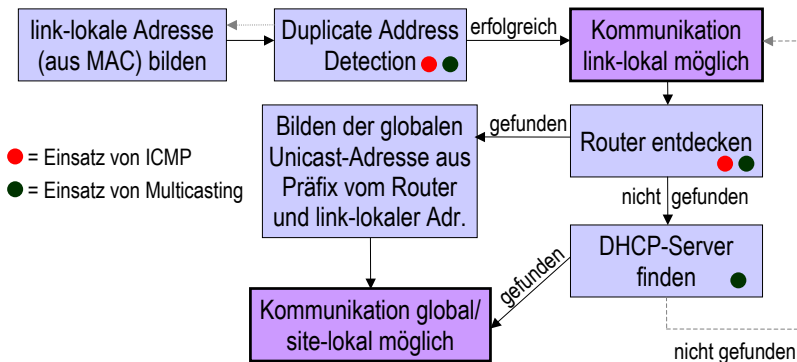 link-lokale Adresse
(aus MAC) bilden
Duplicate Address
Detection
erfolgreich
Kommunikation
link-lokal möglich
Bilden der globalen
Unicast-Adresse aus
Präfix vom Router
und link-lokaler Adr.
gefunden
Router entdecken
= Einsatz von ICMP
= Einsatz von Multicasting
nicht gefunden
DHCP-Server
finden
gefunden
Kommunikation global/
site-lokal möglich
nicht gefunden